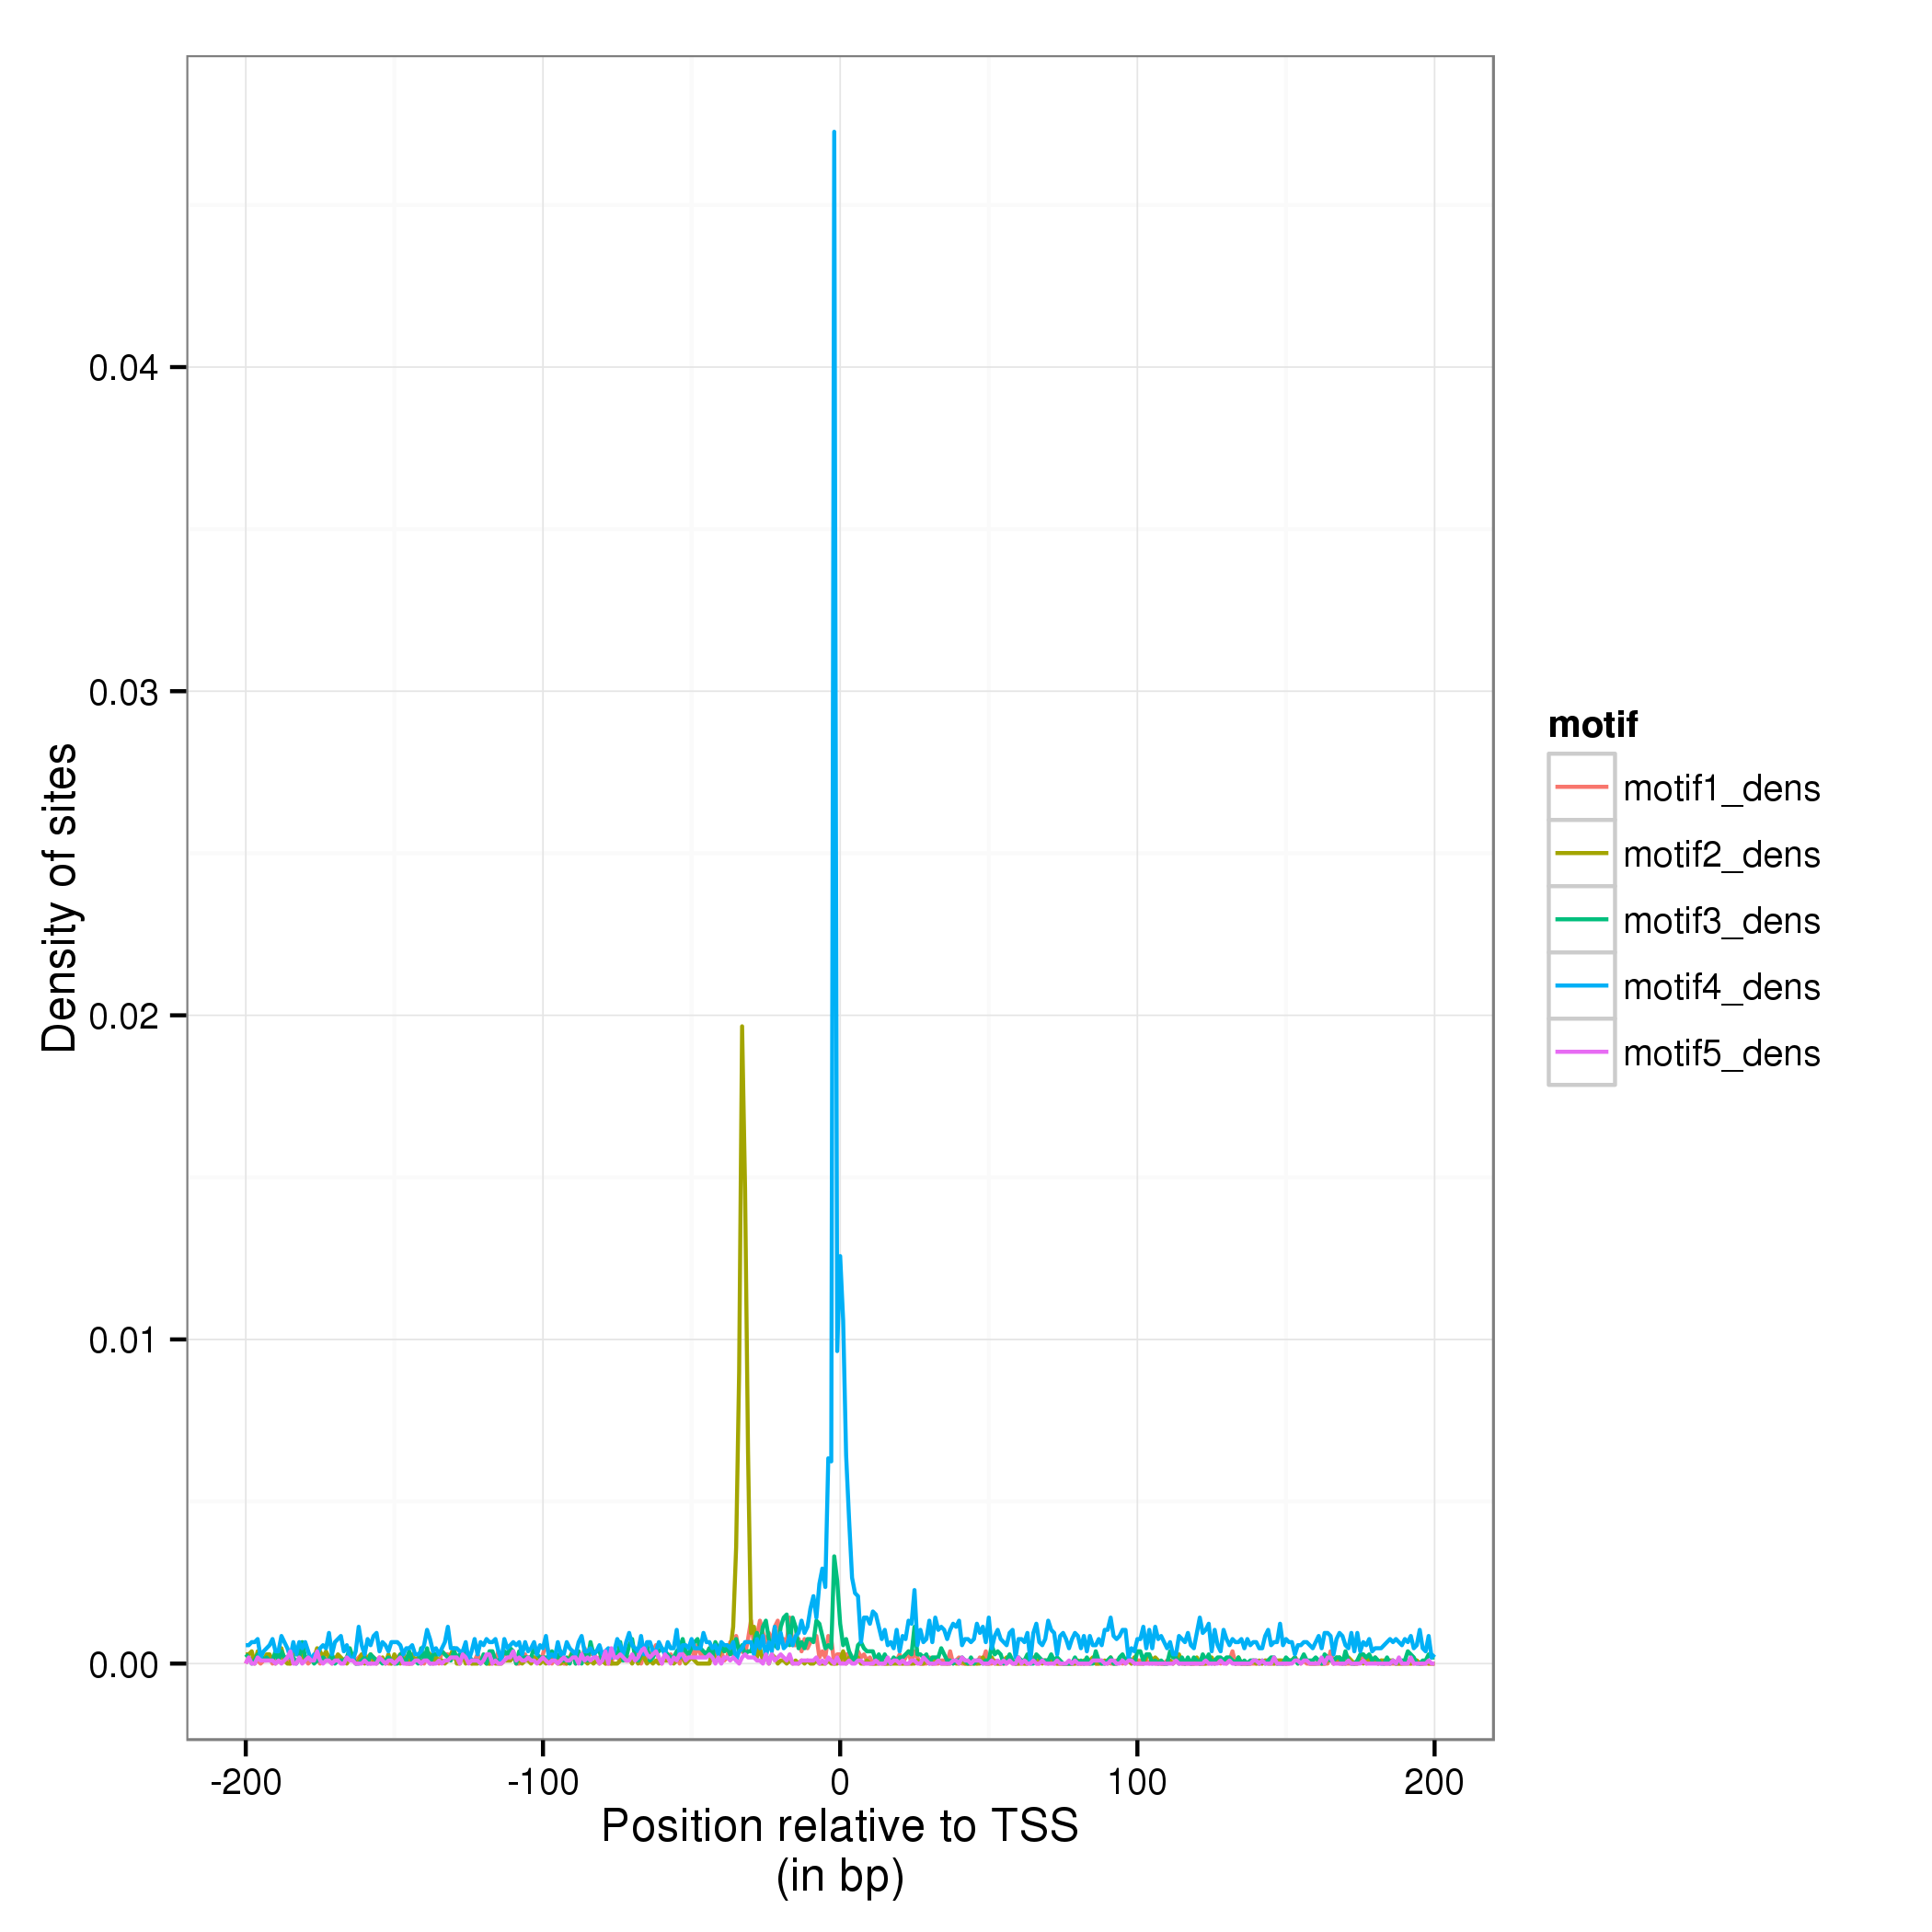 0.04
0.03
0.02
0.01
0.00
Density of sites
-200
-100
0
100
200
Position relative to TSS
(in bp)
motif
motif1_dens
motif2_dens
motif3_dens
motif4_dens
motif5_dens